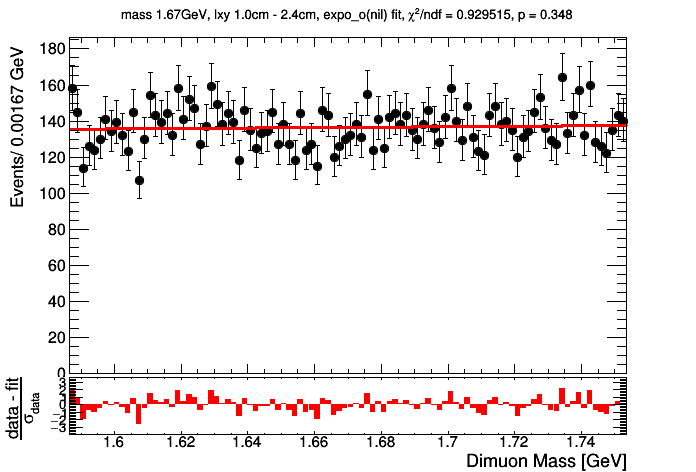 mass 1.67GeV, lxy 1.0cm - 2.4cm, expo_o(nil) fit, χ²/ndf = 0.929515, p = 0.348
Events/ 0.00167 GeV
180
160
140
120
100
80
60
40
20
0
data - fit
σdata
3
2
1
0
−1
−2
−3
1.6 1.62 1.64 1.66 1.68 1.7 1.72 1.74
Dimuon Mass [GeV]